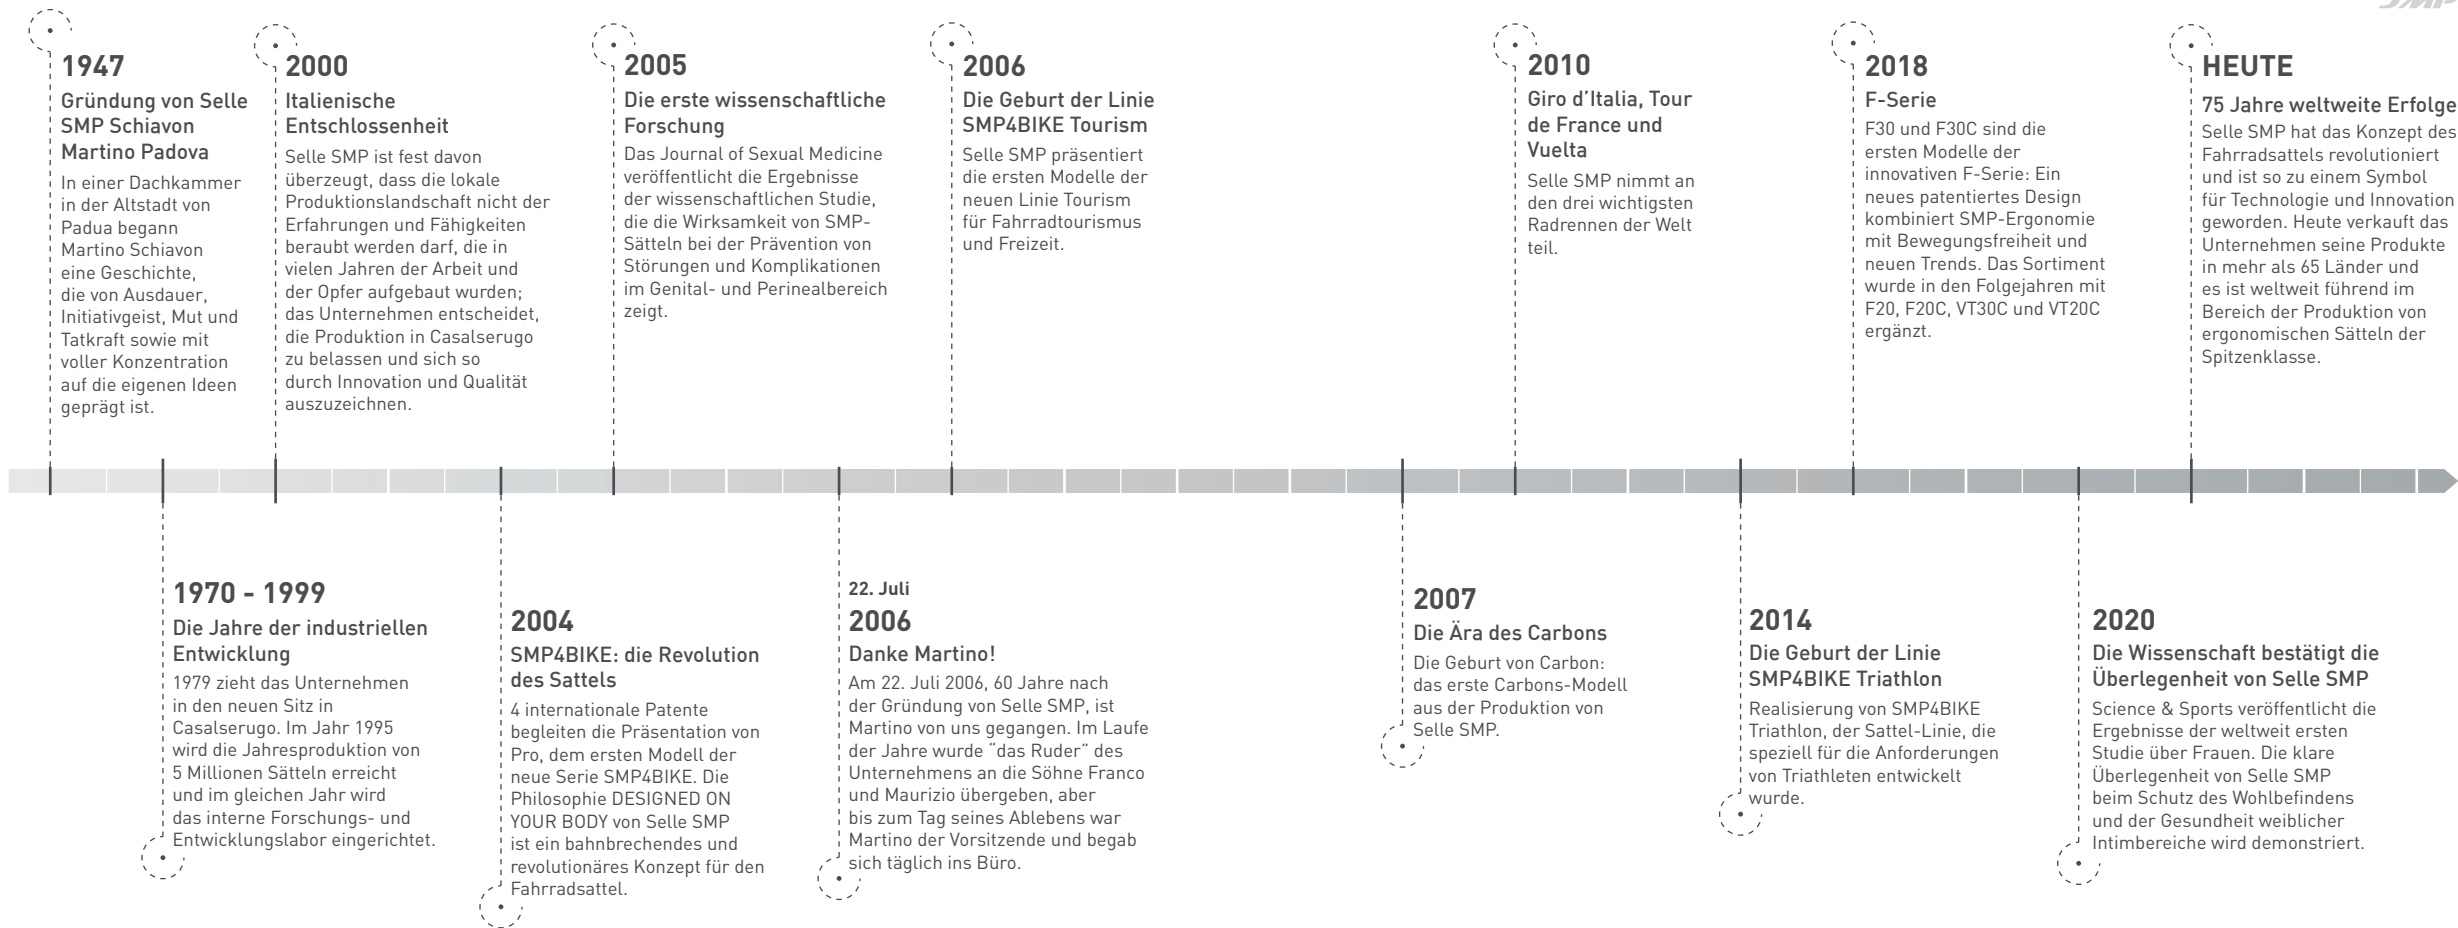 SMP
1947
Gründung von Selle
SMP Schiavon
Martino Padova
In einer Dachkammer
in der Altstadt von
Padua begann
Martino Schiavon
eine Geschichte,
die von Ausdauer,
Initiativgeist, Mut und
Tatkraft sowie mit
voller Konzentration
auf die eigenen Ideen
geprägt ist.
2000
Italienische
Entschlossenheit
Selle SMP ist fest davon
überzeugt, dass die lokale
Produktionslandschaft nicht der
Erfahrungen und Fähigkeiten
beraubt werden darf, die in
vielen Jahren der Arbeit und
der Opfer aufgebaut wurden;
das Unternehmen entscheidet,
die Produktion in Casalserugo
zu belassen und sich so
durch Innovation und Qualität
auszuzeichnen.
2005
Die erste wissenschaftliche
Forschung
Das Journal of Sexual Medicine
veröffentlicht die Ergebnisse
der wissenschaftlichen Studie,
die die Wirksamkeit von SMP-
Sätteln bei der Prävention von
Störungen und Komplikationen
im Genital- und Perinealbereich
zeigt.
2006
Die Geburt der Linie
SMP4BIKE Tourism
Selle SMP präsentiert
die ersten Modelle der
neuen Linie Tourism
für Fahrradtourismus
und Freizeit.
2010
Giro d'Italia, Tour
de France und
Vuelta
Selle SMP nimmt an
den drei wichtigsten
Radrennen der Welt
teil.
2018
F-Serie
F30 und F30C sind die
ersten Modelle der
innovativen F-Serie: Ein
neues patentiertes Design
kombiniert SMP-Ergonomie
mit Bewegungsfreiheit und
neuen Trends. Das Sortiment
wurde in den Folgejahren mit
F20, F20C, VT30C und VT20C
ergänzt.
HEUTE
75 Jahre weltweite Erfolge
Selle SMP hat das Konzept des
Fahrradsattels revolutioniert
und ist so zu einem Symbol
für Technologie und Innovation
geworden. Heute verkauft das
Unternehmen seine Produkte
in mehr als 65 Länder und
es ist weltweit führend im
Bereich der Produktion von
ergonomischen Sätteln der
Spitzenklasse.
1970 - 1999
Die Jahre der industriellen
Entwicklung
1979 zieht das Unternehmen
in den neuen Sitz in
Casalserugo. Im Jahr 1995
wird die Jahresproduktion von
5 Millionen Sätteln erreicht
und im gleichen Jahr wird
das interne Forschungs- und
Entwicklungslabor eingerichtet.
2004
SMP4BIKE: die Revolution
des Sattels
4 internationale Patente
begleiten die Präsentation von
Pro, dem ersten Modell der
neue Serie SMP4BIKE. Die
Philosophie DESIGNED ON
YOUR BODY von Selle SMP
ist ein bahnbrechendes und
revolutionäres Konzept für den
Fahrradsattel.
22. Juli
2006
Danke Martino!
Am 22. Juli 2006, 60 Jahre nach
der Gründung von Selle SMP, ist
Martino von uns gegangen. Im Laufe
der Jahre wurde "das Ruder" des
Unternehmens an die Söhne Franco
und Maurizio übergeben, aber
bis zum Tag seines Ablebens war
Martino der Vorsitzende und begab
sich täglich ins Büro.
2007
Die Ära des Carbons
Die Geburt von Carbon:
das erste Carbons-Modell
aus der Produktion von
Selle SMP.
2014
Die Geburt der Linie
SMP4BIKE Triathlon
Realisierung von SMP4BIKE
Triathlon, der Sattel-Linie, die
speziell für die Anforderungen
von Triathleten entwickelt
wurde.
2020
Die Wissenschaft bestätigt die
Überlegenheit von Selle SMP
Science & Sports veröffentlicht die
Ergebnisse der weltweit ersten
Studie über Frauen. Die klare
Überlegenheit von Selle SMP
beim Schutz des Wohlbefindens
und der Gesundheit weiblicher
Intimbereiche wird demonstriert.